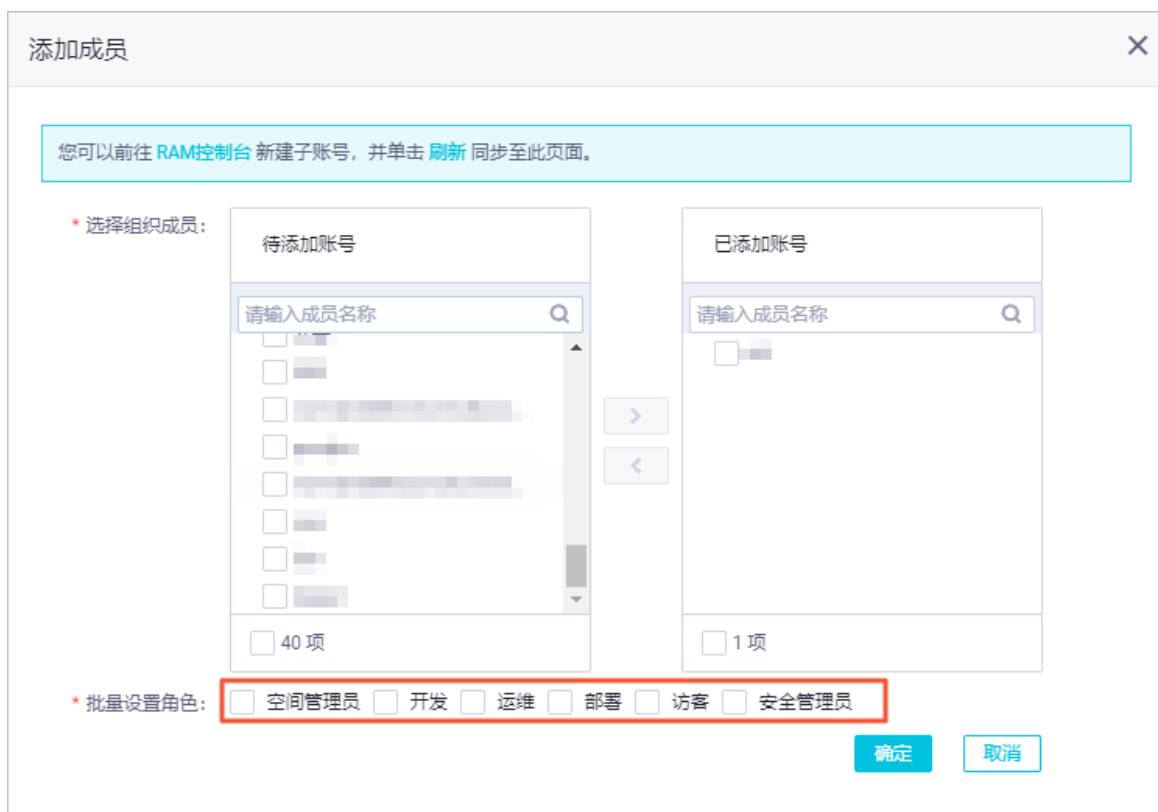 添加成员
您可以前往 RAM控制台 新建子账号，并单击 刷新 同步至此页面。
* 选择组织成员：
待添加账号
已添加账号
请输入成员名称
请输入成员名称
40 项
1 项
* 批量设置角色：
空间管理员 开发 运维 部署 访客 安全管理员
确定 取消